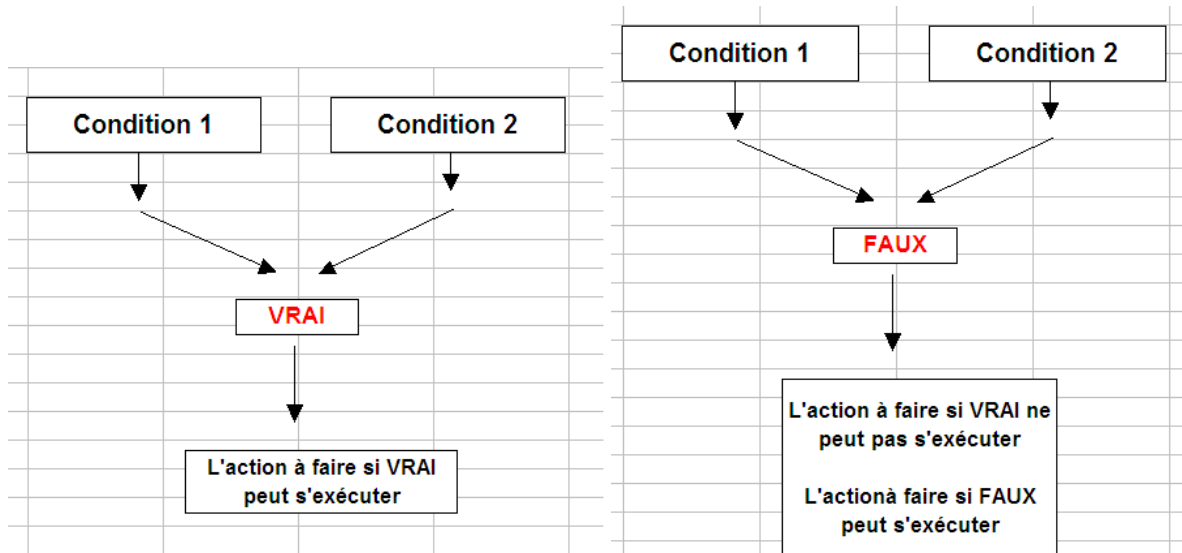 Condition 1
Condition 2
VRAI
L'action à faire si VRAI
peut s'exécuter
Condition 1
Condition 2
FAUX
L'action à faire si VRAI ne
peut pas s'exécuter
L'actionà faire si FAUX
peut s'exécuter